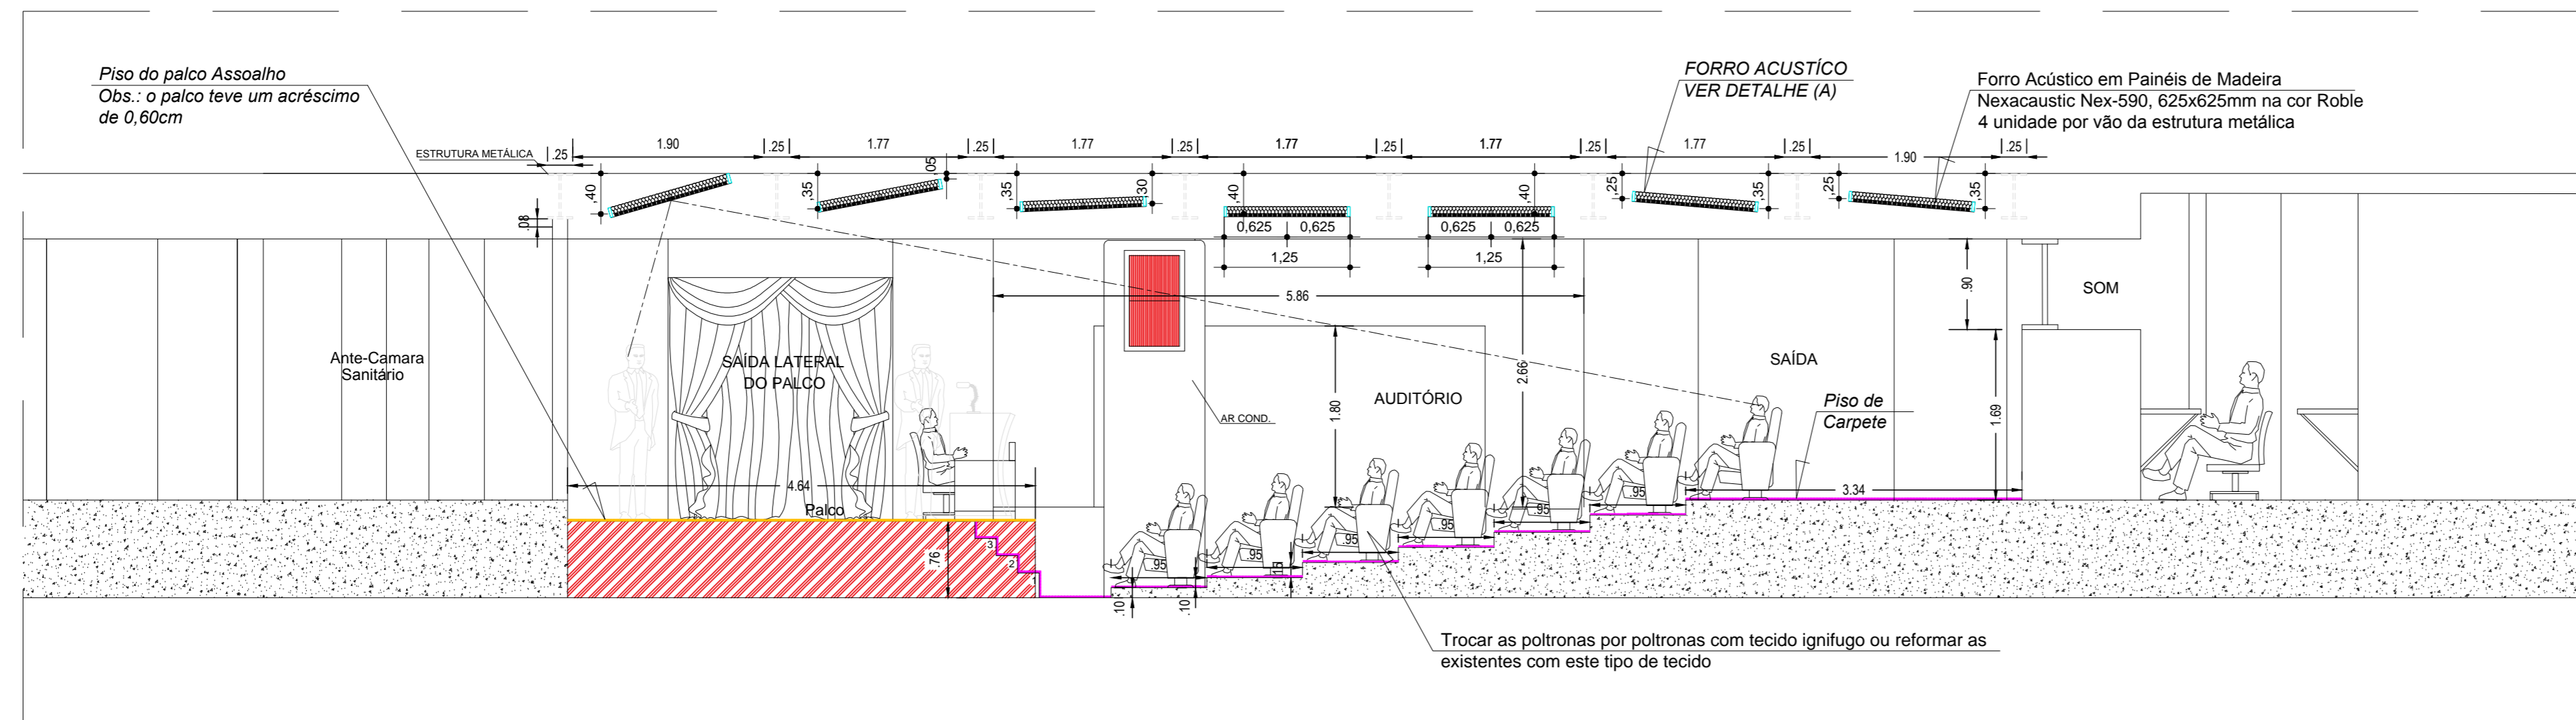 Piso do palco Assoalho
Obs.: o palco teve um acréscimo
de 0,60cm
FORRO ACUSTÍCO
VER DETALHE (A)
Forro Acústico em Painéis de Madeira
Nexacaustic Nex-590, 625x625mm na cor Roble
4 unidade por vão da estrutura metálica
ESTRUTURA METÁLICA
.25
1.90
.25
1.77
.25
1.77
.25
1.77
.25
1.77
.25
1.77
.25
1.90
.25
,40
,35
,05
,35
,30
,40
,40
,25
,35
,25
,35
.08
0,625
0,625
0,625
0,625
1,25
1,25
5.86
.90
SOM
Ante-Camara
Sanitário
SAÍDA LATERAL
DO PALCO
2.66
1.80
AUDITÓRIO
SAÍDA
AR COND.
Piso de
Carpete
1.69
4.64
Palco
3.34
.95
.95
.95
.95
.95
.95
.76
3
2
1
.10
.10
.15
Trocar as poltronas por poltronas com tecido ignifugo ou reformar as
existentes com este tipo de tecido